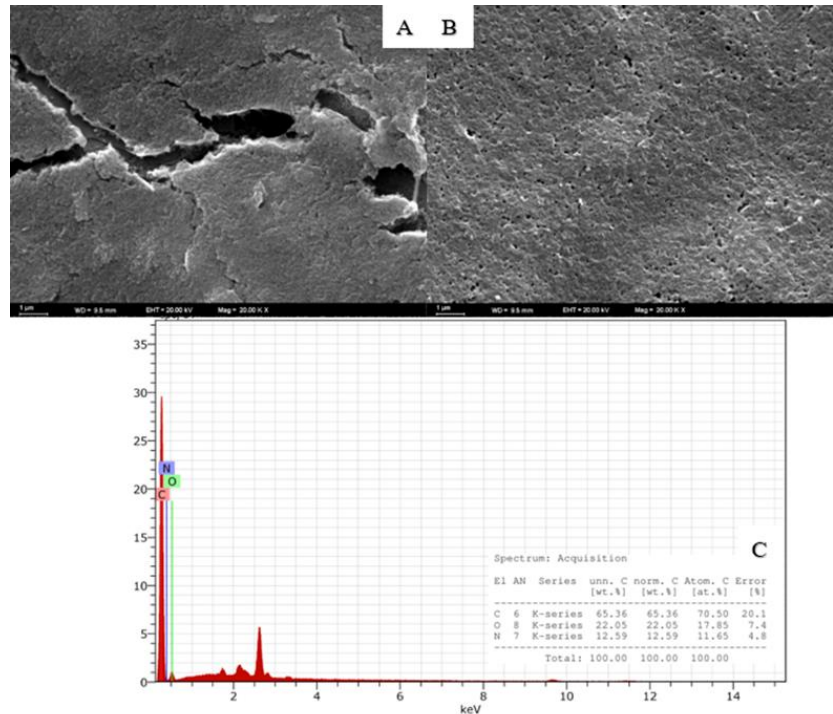 A B
1 µm WD = 9.5 mm EHT = 20.00 kV Mag = 20.00 K X
1 µm WD = 9.5 mm EHT = 20.00 kV Mag = 20.00 K X
35
30
25
N
20
O
C
15
C
Spectrum: Acquisition
El AN Series unn. C norm. C Atom. C Error
[wt.%] [wt.%] [at.%] [%]
C 6 K-series 65.36 65.36 70.50 20.1
O 8 K-series 22.05 22.05 17.85 7.4
N 7 K-series 12.59 12.59 11.65 4.8
Total: 100.00 100.00 100.00
10
5
0
2 4 6 8 10 12 14
keV